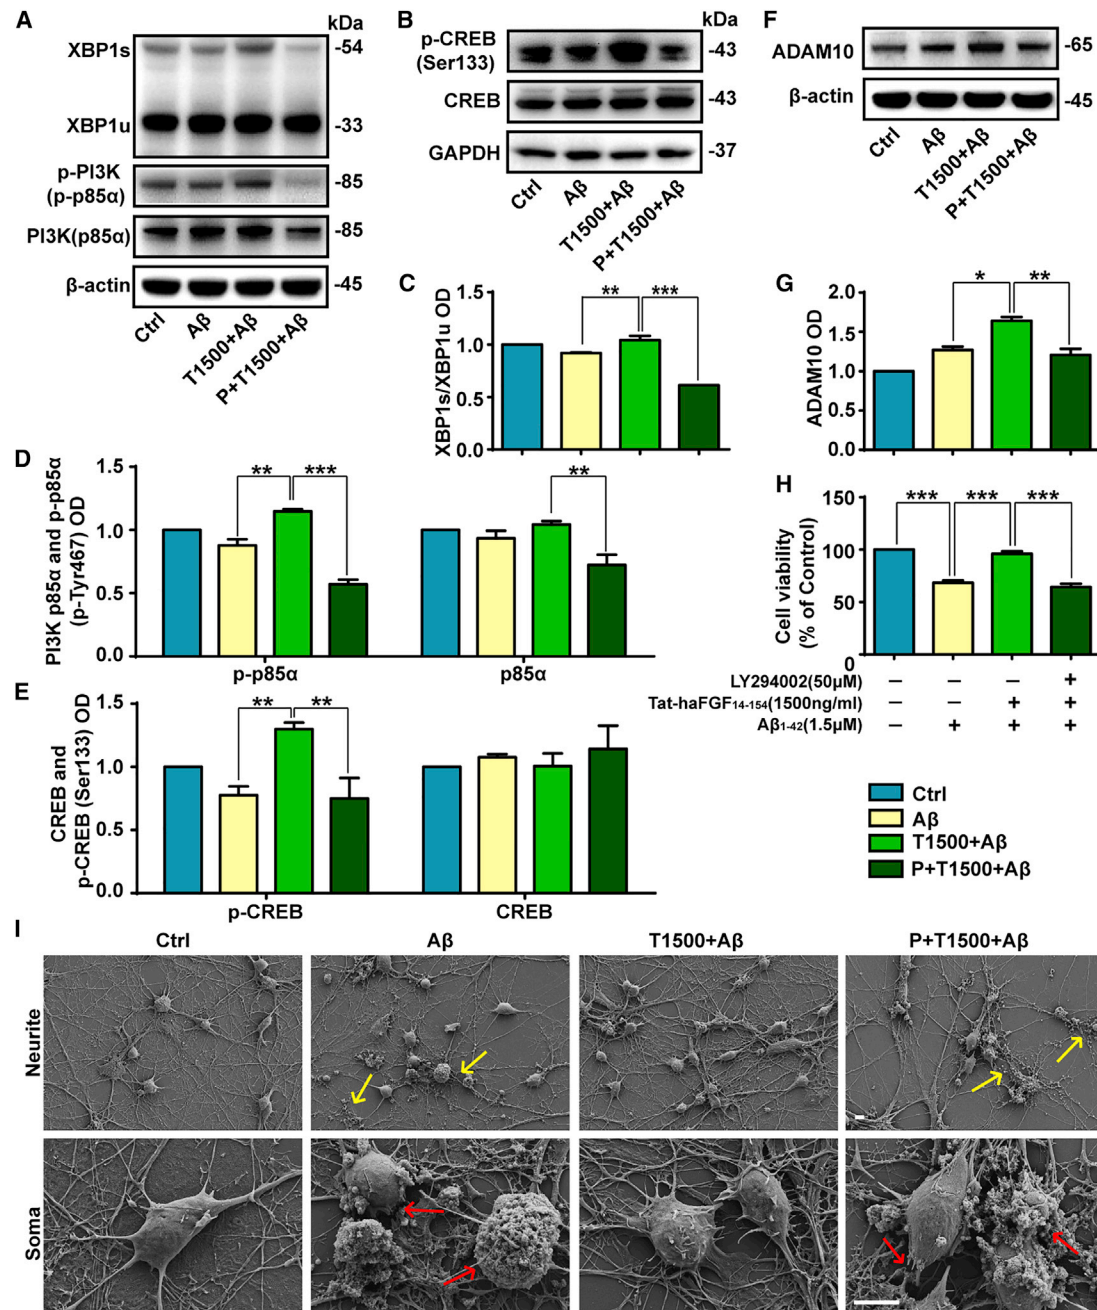 A
kDa
XBP1s
-54
XBP1u
-33
p-PI3K
(p-p85α)
-85
PI3K(p85α)
-85
β-actin
-45
Ctrl
Aβ
T1500+Aβ
P+T1500+Aβ
B
kDa
p-CREB
(Ser133)
-43
CREB
-43
GAPDH
-37
Ctrl
Aβ
T1500+Aβ
P+T1500+Aβ
F
ADAM10
-65
β-actin
-45
Ctrl
Aβ
T1500+Aβ
P+T1500+Aβ
C
XBP1s/XBP1u OD
1.5
1.0
0.5
0.0
** ***
G
ADAM10 OD
2.0
1.5
1.0
0.5
0.0
* **
D
PI3K p85α and p-p85α
(p-Tyr467) OD
1.5
1.0
0.5
0.0
** *** **
p-p85α p85α
H
Cell viability
(% of Control)
150
100
50
0
*** *** ***
LY294002(50μM) − − − +
Tat-haFGF14-154(1500ng/ml) − − + +
Aβ1-42(1.5μM) − + + +
E
CREB and
p-CREB (Ser133) OD
1.5
1.0
0.5
0.0
** **
p-CREB CREB
Ctrl
Aβ
T1500+Aβ
P+T1500+Aβ
I
Ctrl Aβ T1500+Aβ P+T1500+Aβ
Neurite
Soma